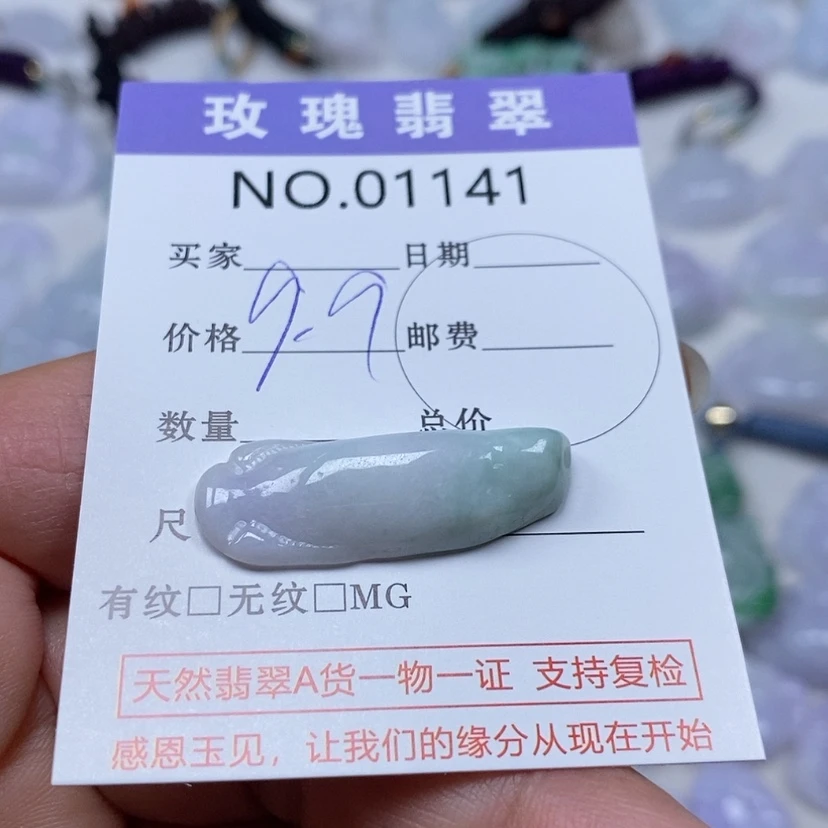 玫瑰翡翠
NO.01141
买家 日期
价格 9.9 邮费
数量 总价
尺
有纹□无纹□MG
天然翡翠A货一物一证 支持复检
感恩玉见，让我们的缘分从现在开始